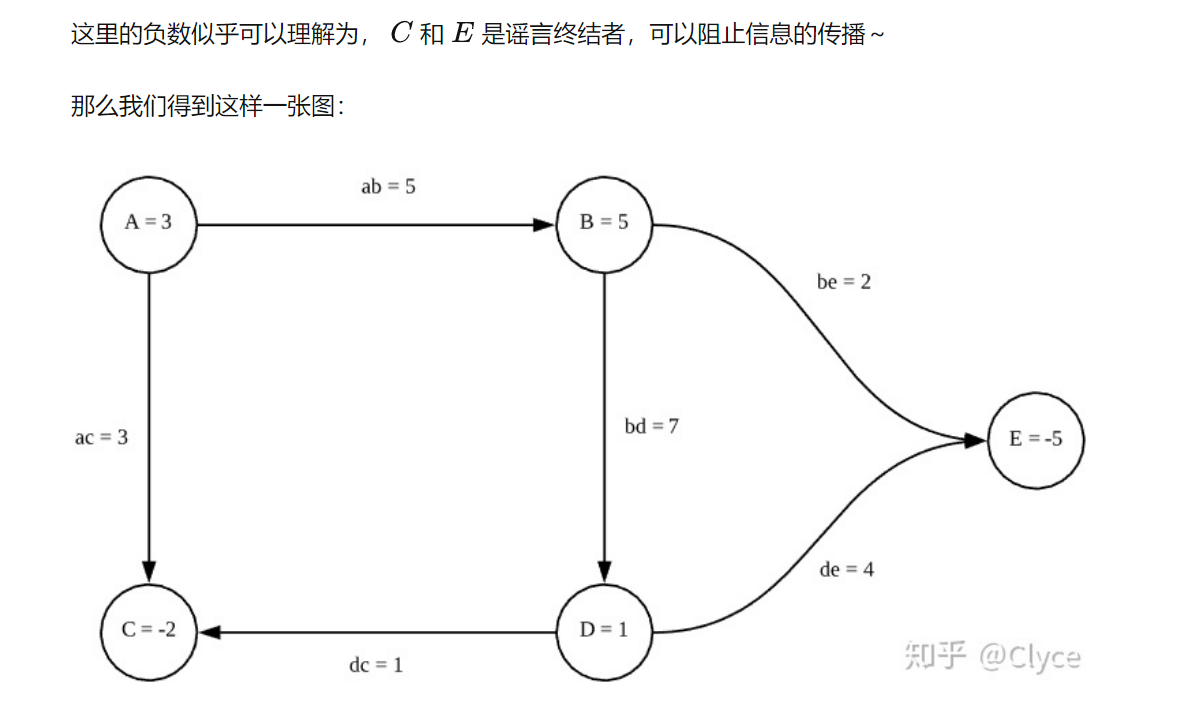 这里的负数似乎可以理解为， C 和 E 是谣言终结者，可以阻止信息的传播～
那么我们得到这样一张图：
ab = 5
A = 3
B = 5
be = 2
ac = 3
bd = 7
E = -5
de = 4
C = -2
D = 1
dc = 1
知乎 @Clyce